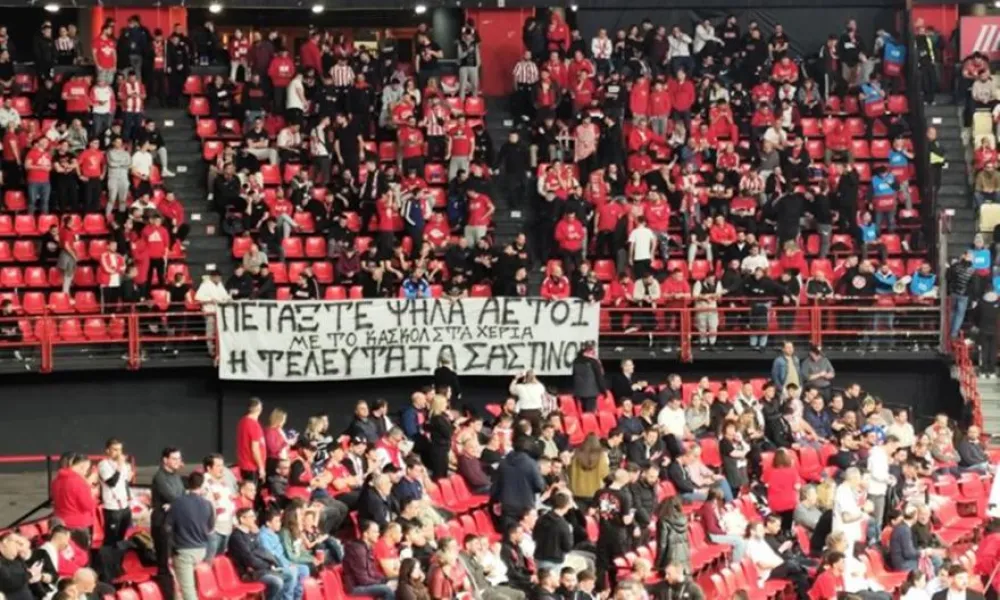 ΠΕΤΑΞΤΕ ΨΗΛΑ ΑΕΤΟΙ
ΜΕ ΤΟ ΚΑΣΚΟΛ ΣΤΑ ΧΕΡΙΑ
Η ΤΕΛΕΥΤΑΙΑ ΣΑΣ ΠΝΟΗ